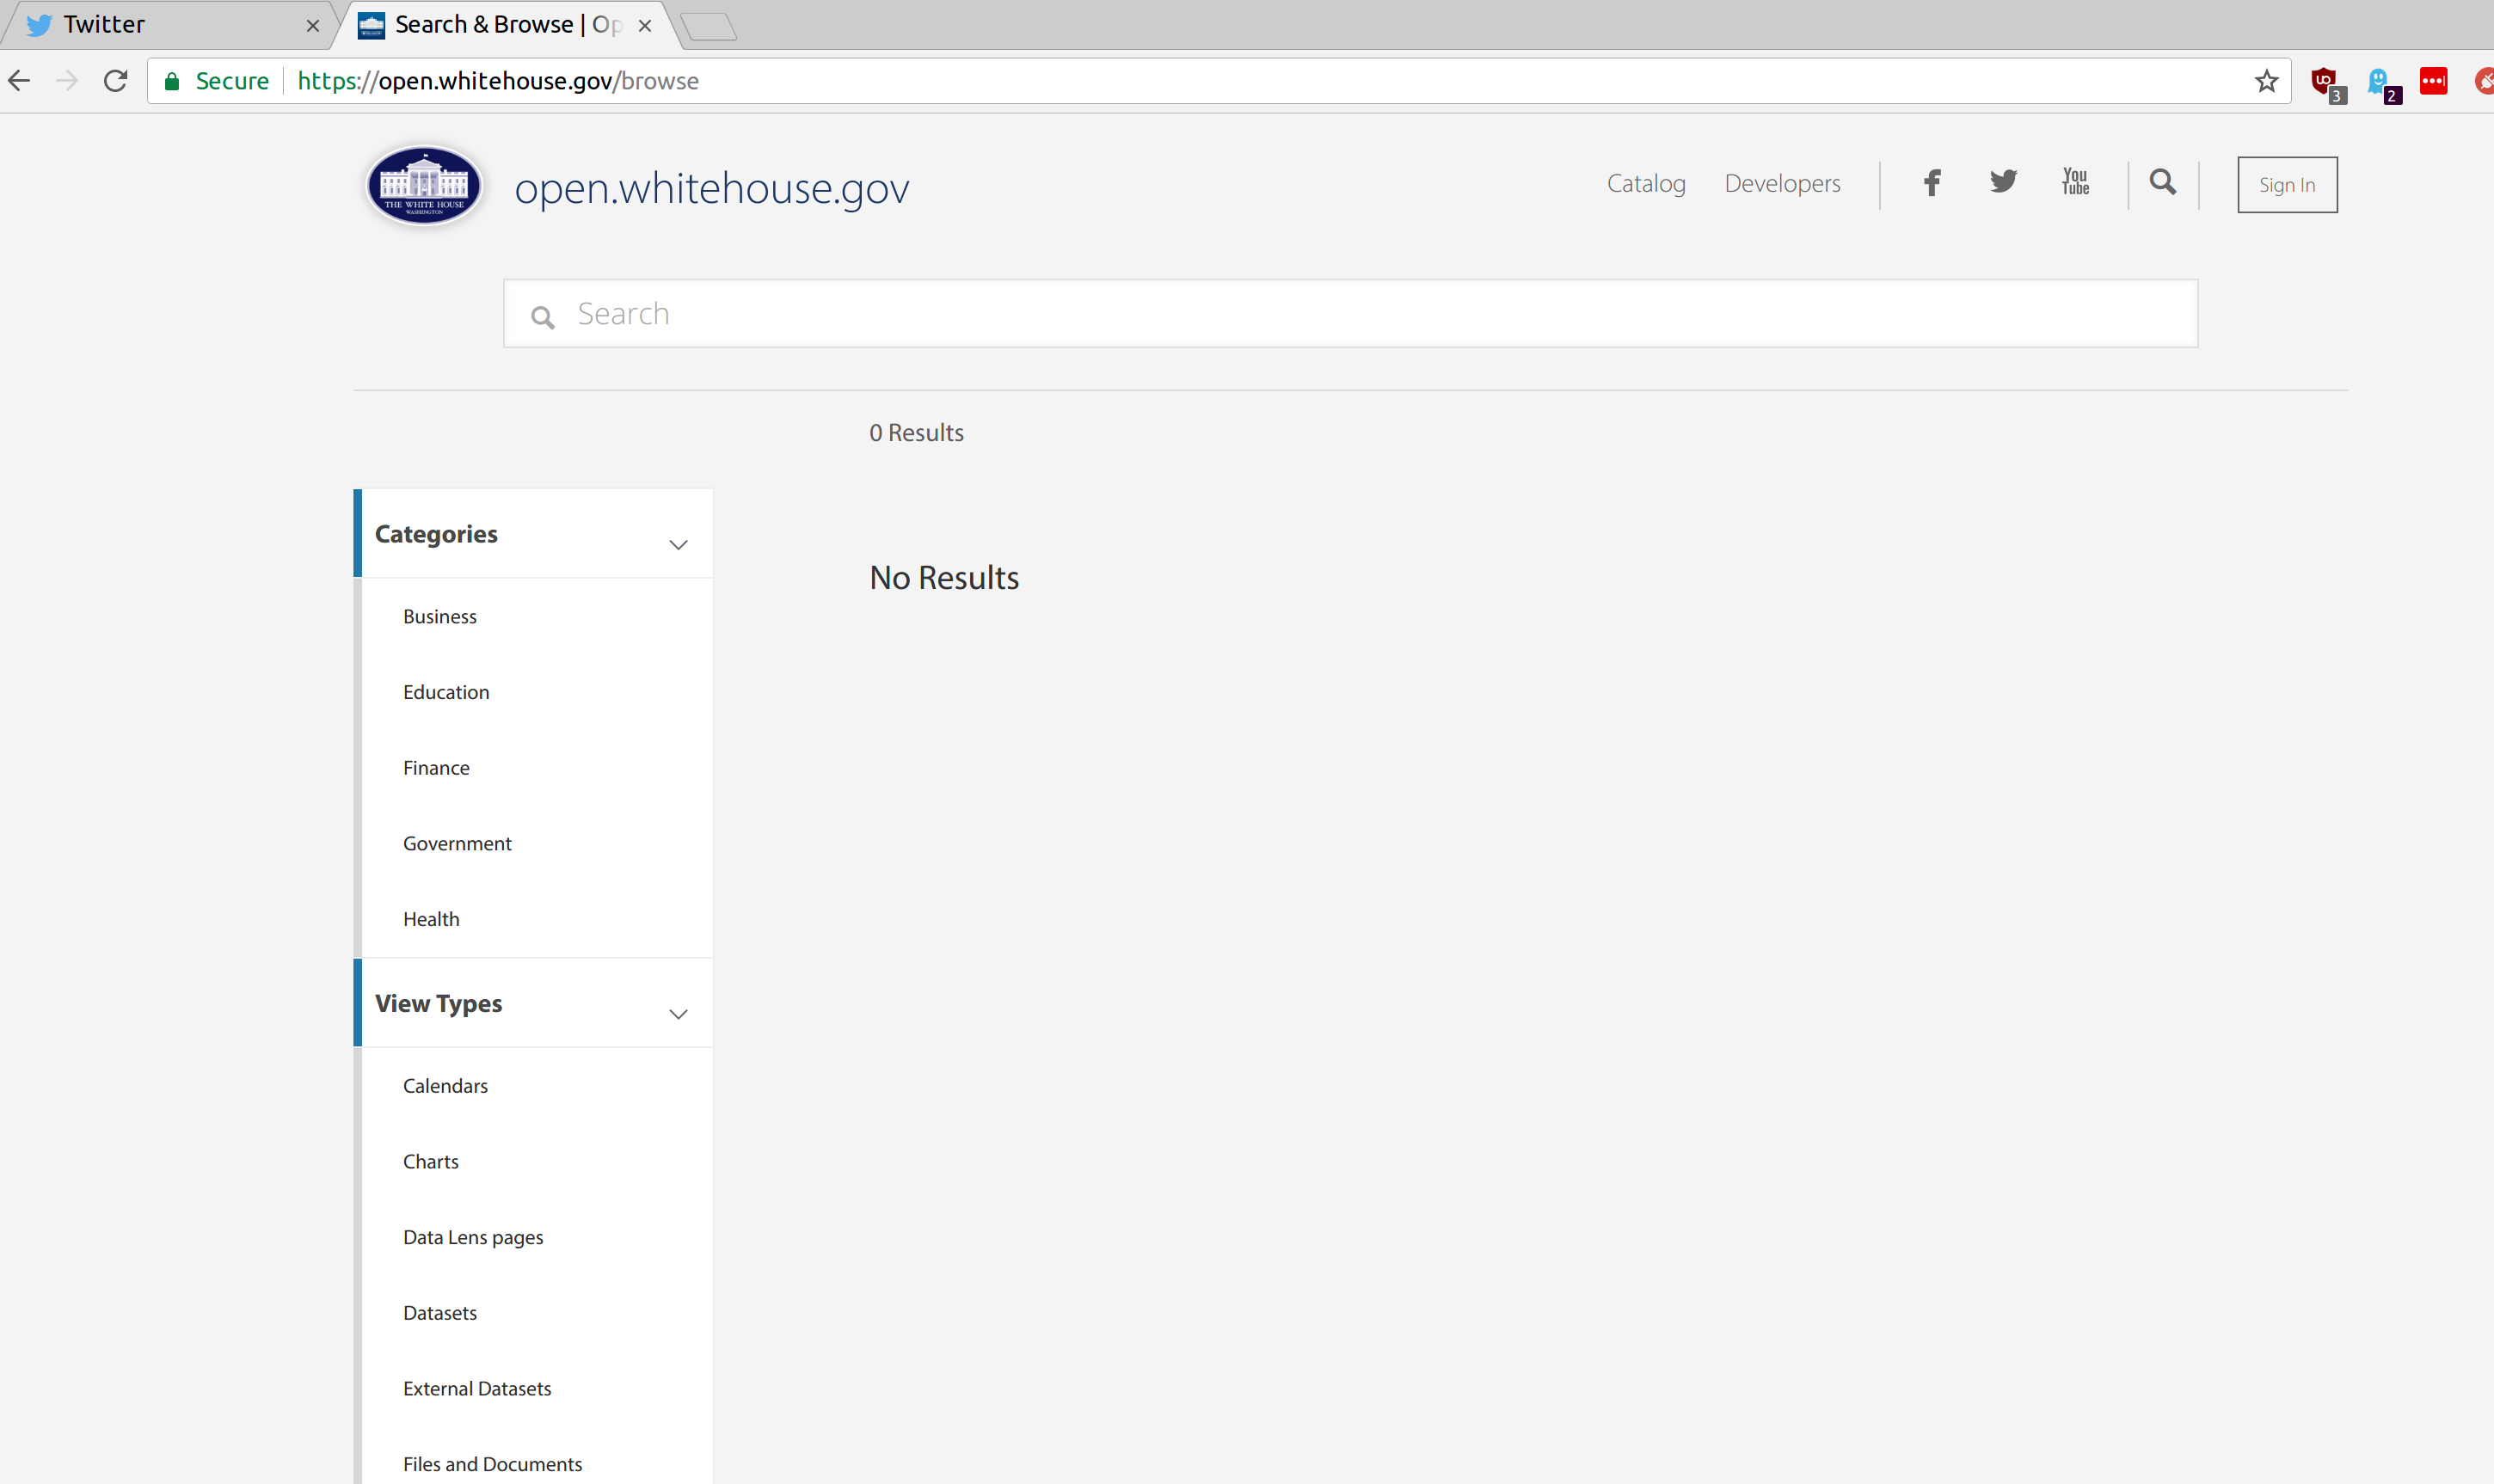 Twitter
Search & Browse | Op
Secure https://open.whitehouse.gov/browse
3
2
THE WHITE HOUSE
WASHINGTON
open.whitehouse.gov
Catalog Developers
You
Tube
Sign In
Search
0 Results
Categories
No Results
Business
Education
Finance
Government
Health
View Types
Calendars
Charts
Data Lens pages
Datasets
External Datasets
Files and Documents